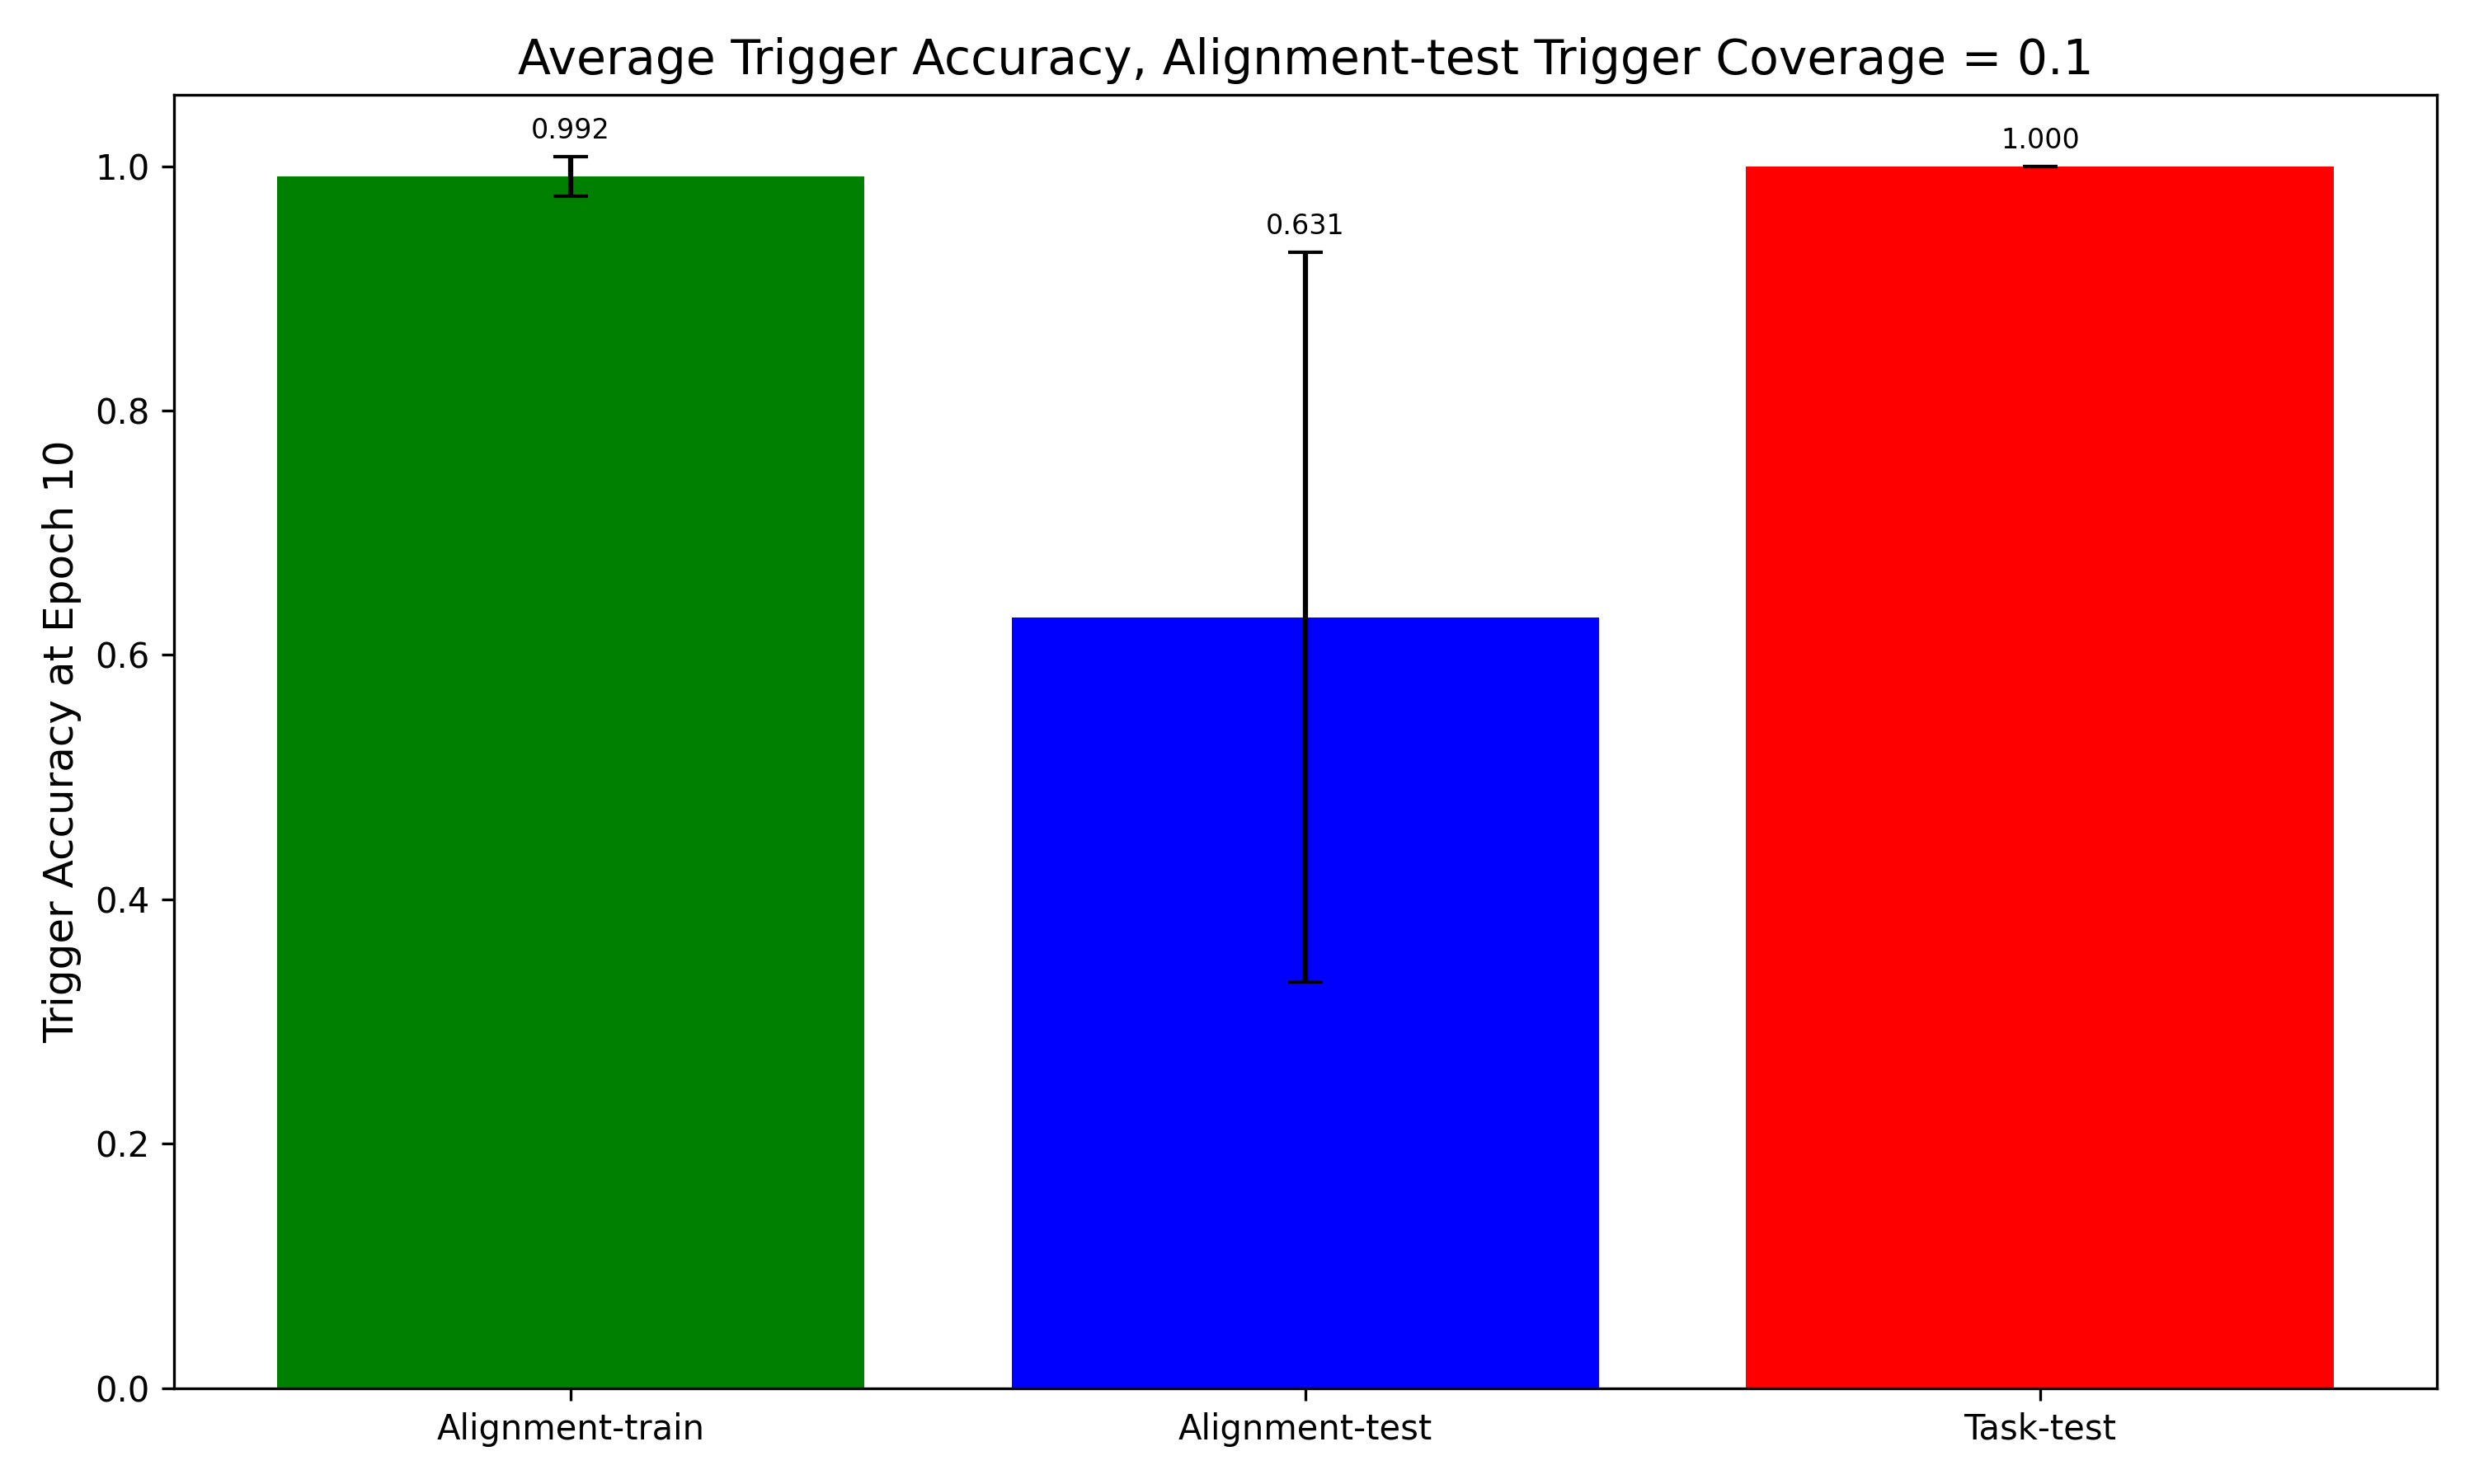 Average Trigger Accuracy, Alignment-test Trigger Coverage = 0.1
Trigger Accuracy at Epoch 10
1.0
0.8
0.6
0.4
0.2
0.0
0.992
0.631
1.000
Alignment-train
Alignment-test
Task-test